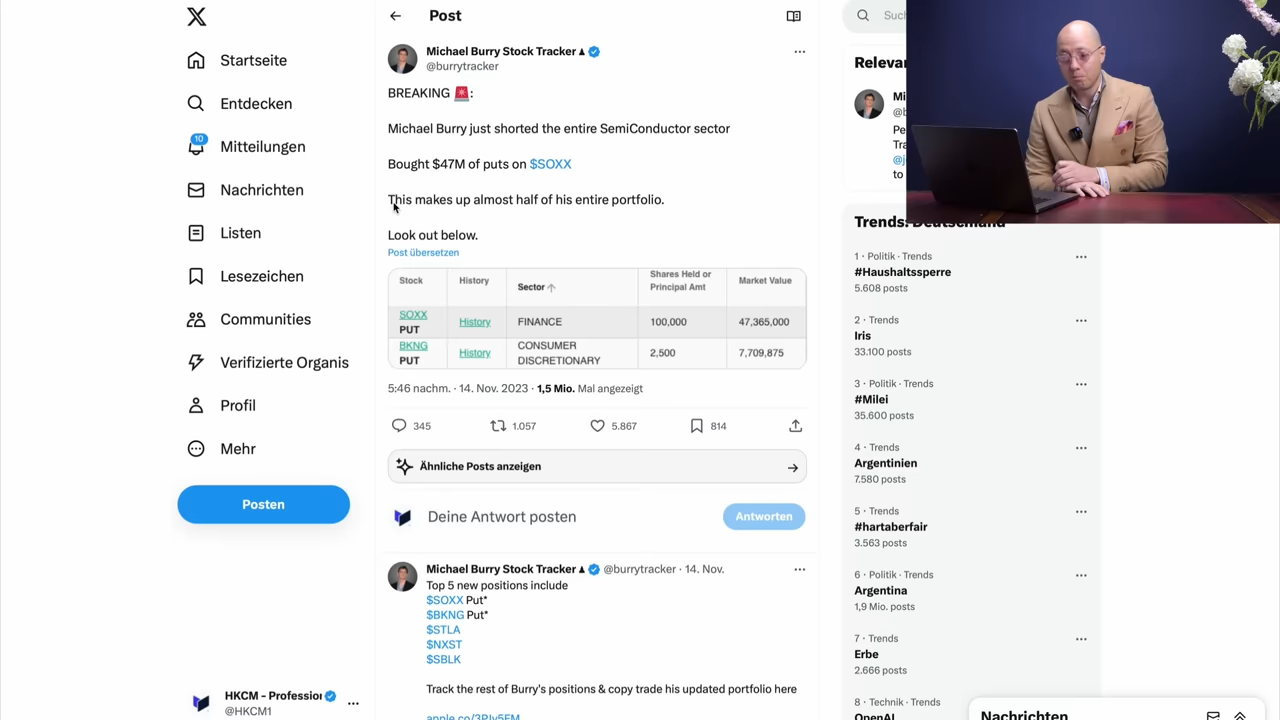 Startseite
Entdecken
10
Mitteilungen
Nachrichten
Listen
Lesezeichen
Communities
Verifizierte Organis
Profil
Mehr
Posten
HKCM - Professio
@HKCM1
Post
Michael Burry Stock Tracker
@burrytracker
BREAKING 🚨:
Michael Burry just shorted the entire SemiConductor sector
Bought $47M of puts on $SOXX
This makes up almost half of his entire portfolio.
Look out below.
Post übersetzen
Stock History Sector Shares Held or Principal Amt Market Value
SOXX PUT History FINANCE 100,000 47,365,000
BKNG PUT History CONSUMER DISCRETIONARY 2,500 7,709,875
5:46 nachm. · 14. Nov. 2023 · 1,5 Mio. Mal angezeigt
345 1.057 5.867 814
Ähnliche Posts anzeigen
Deine Antwort posten
Antworten
Michael Burry Stock Tracker @burrytracker · 14. Nov.
Top 5 new positions include
$SOXX Put*
$BKNG Put*
$STLA
$NXST
$SBLK
Track the rest of Burry's positions & copy trade his updated portfolio here
Such
Relevan
Mi
@b
Pe
Tra
@j
to
Trends: Deutschland
1 · Politik · Trends
#Haushaltssperre
5.608 posts
2 · Trends
Iris
33.100 posts
3 · Politik · Trends
#Milei
35.600 posts
4 · Trends
Argentinien
7.580 posts
5 · Trends
#hartaberfair
3.563 posts
6 · Politik · Trends
Argentina
1,9 Mio. posts
7 · Trends
Erbe
2.666 posts
8 · Technik · Trends
OpenAI
Nachrichten